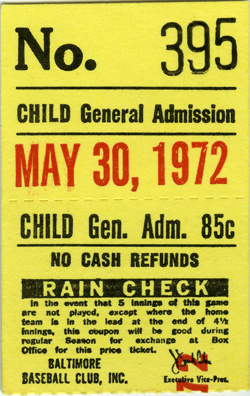 No. 395
CHILD General Admission
MAY 30, 1972
CHILD Gen. Adm. 85c
NO CASH REFUNDS
RAIN CHECK
In the event that 5 innings of this game
are not played, except where the home
team is in the lead at the end of 4½
innings, this coupon will be good during
regular Season for exchange at Box
Office for this price ticket.
BALTIMORE
BASEBALL CLUB, INC.
72
Executive Vice-Pres.